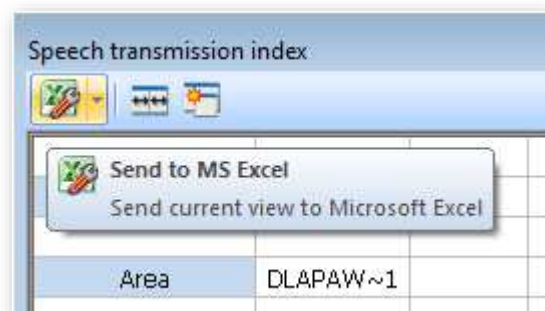 Speech transmission index
Send to MS Excel
Send current view to Microsoft Excel
Area DLAPAW~1